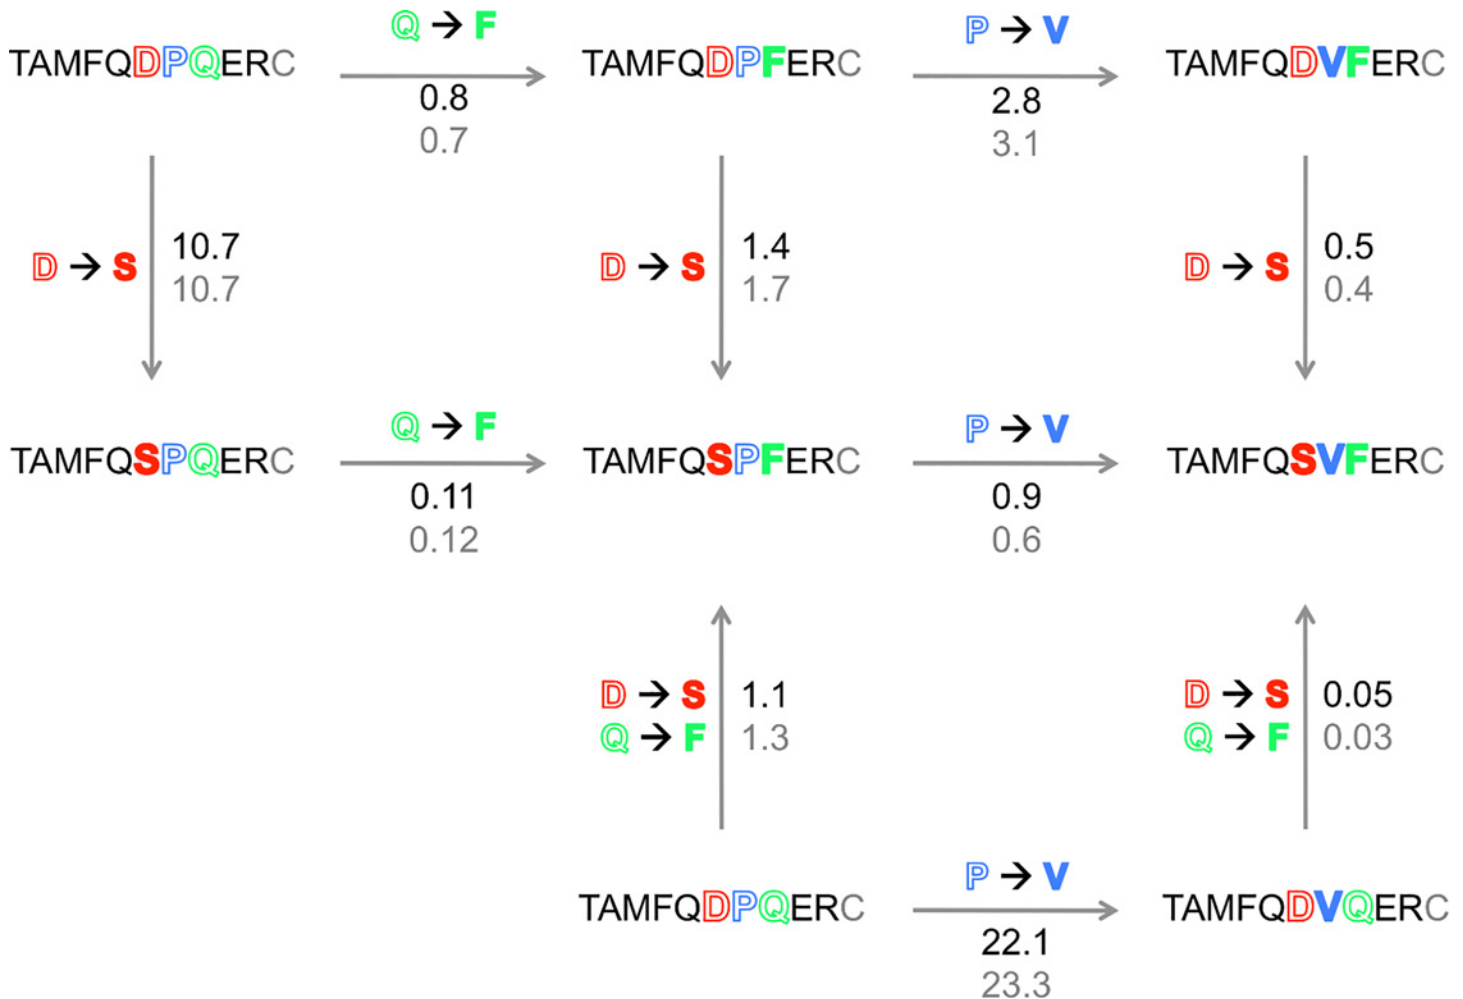 Q → F
P → V
TAMFQDPQERC
TAMFQDPFERC
TAMFQDVFERC
0.8
0.7
2.8
3.1
D → S
10.7
10.7
D → S
1.4
1.7
D → S
0.5
0.4
Q → F
P → V
TAMFQSPQERC
TAMFQSPFERC
TAMFQSVFERC
0.11
0.12
0.9
0.6
D → S
Q → F
1.1
1.3
D → S
Q → F
0.05
0.03
P → V
TAMFQDPQERC
TAMFQDVQERC
22.1
23.3